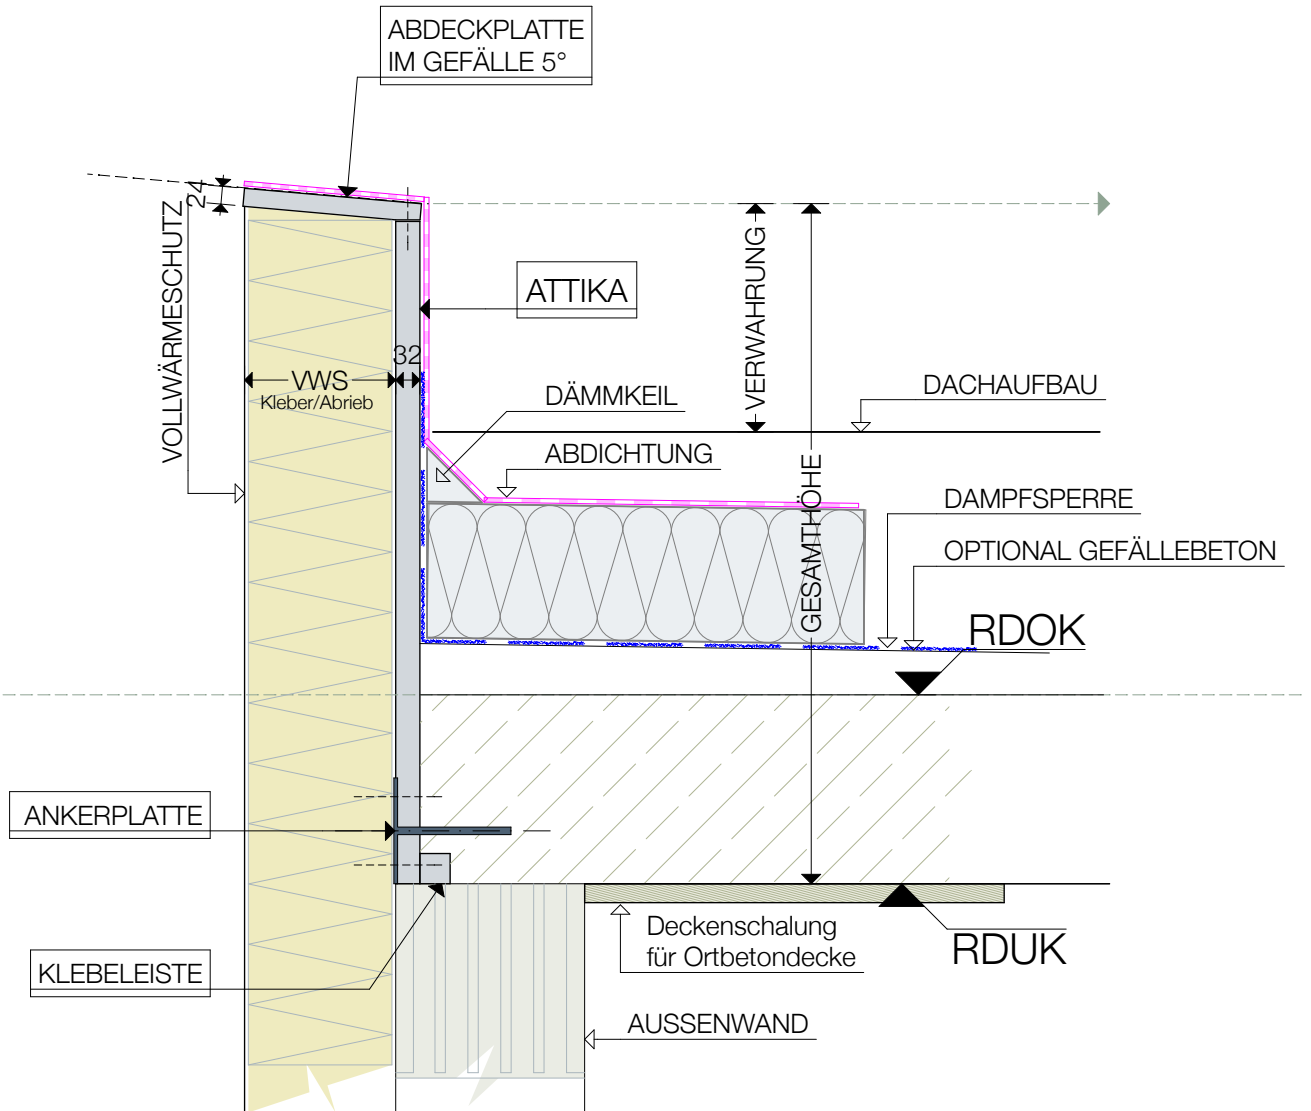 ABDECKPLATTE
IM GEFÄLLE 5°
24
VOLLWÄRMESCHUTZ
VERWAHRUNG
ATTIKA
32
VWS
Kleber/Abrieb
DÄMMKEIL
DACHAUFBAU
ABDICHTUNG
GESAMTHÖHE
DAMPFSPERRE
OPTIONAL GEFÄLLEBETON
RDOK
ANKERPLATTE
Deckenschalung
für Ortbetondecke
RDUK
KLEBELEISTE
AUSSENWAND